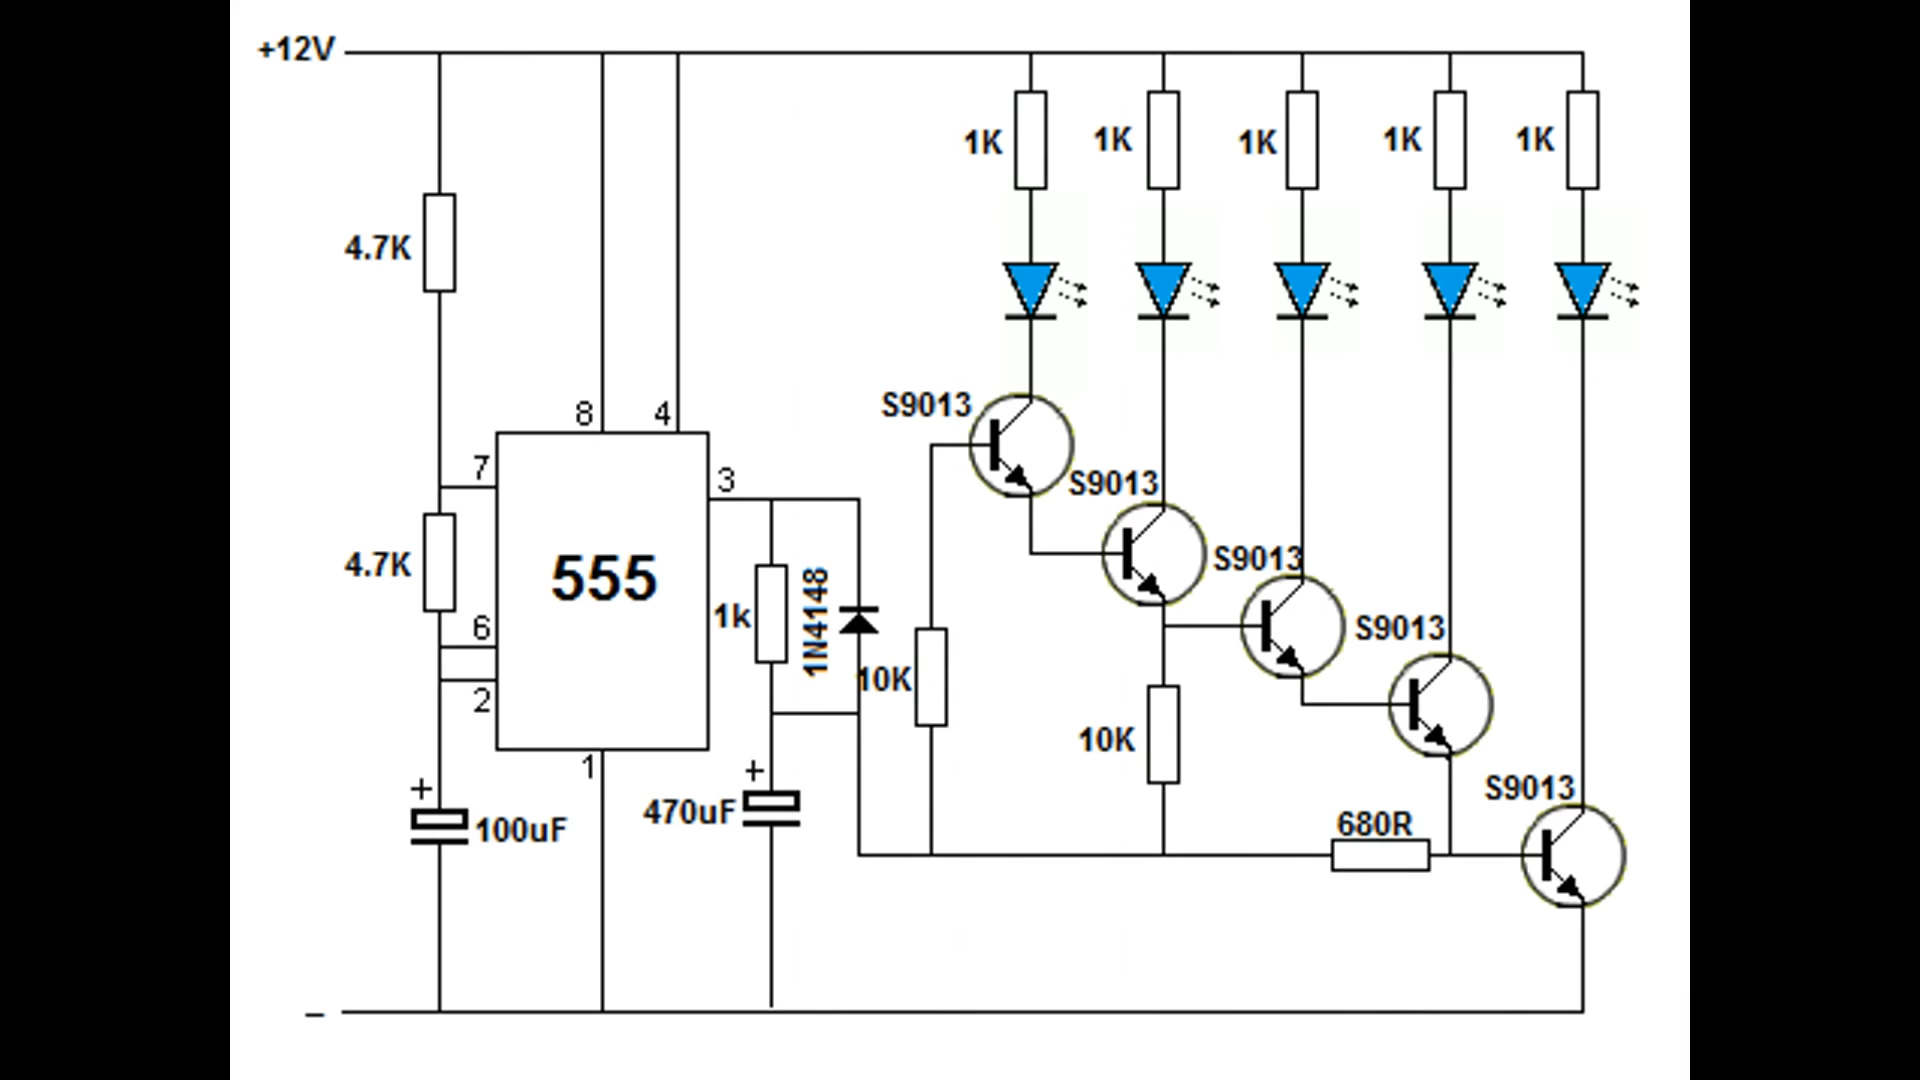 +12V
1K
1K
1K
1K
1K
4.7K
8
4
S9013
7
3
S9013
555
4.7K
1k
1N4148
S9013
6
S9013
10K
2
10K
1
+
+
S9013
470uF
100uF
680R
–